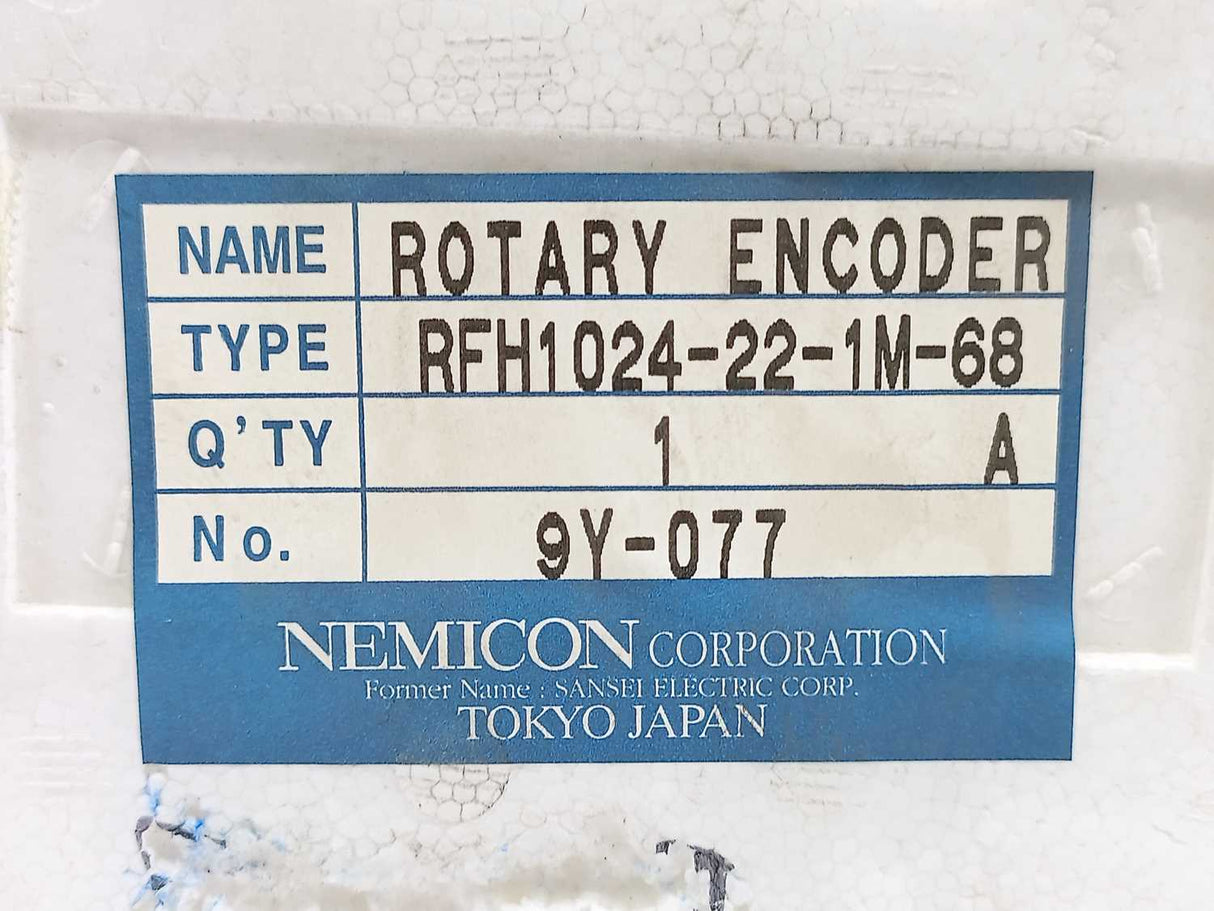 NAME ROTARY ENCODER
TYPE RFH1024-22-1M-68
Q'TY 1 A
No. 9Y-077
NEMICON CORPORATION
Former Name : SANSEI ELECTRIC CORP.
TOKYO JAPAN